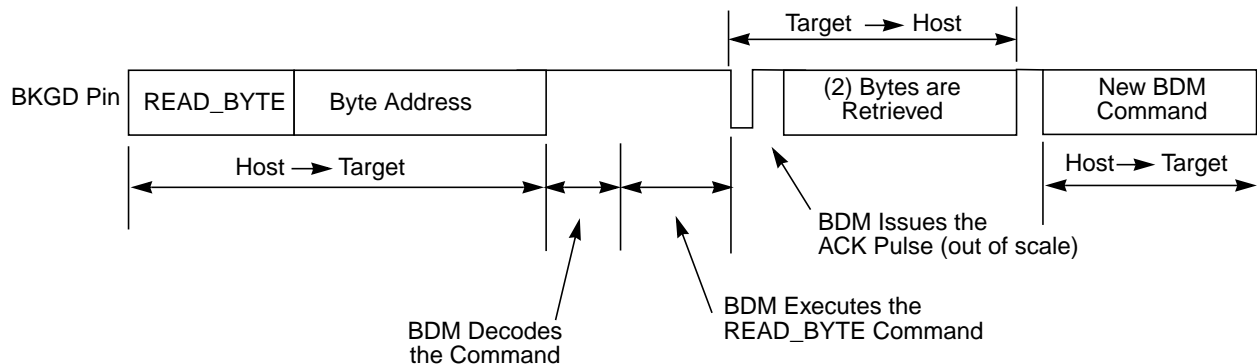 Target → Host
BKGD Pin
READ_BYTE
Byte Address
(2) Bytes are
Retrieved
New BDM
Command
Host → Target
Host → Target
BDM Issues the
ACK Pulse (out of scale)
BDM Decodes
the Command
BDM Executes the
READ_BYTE Command